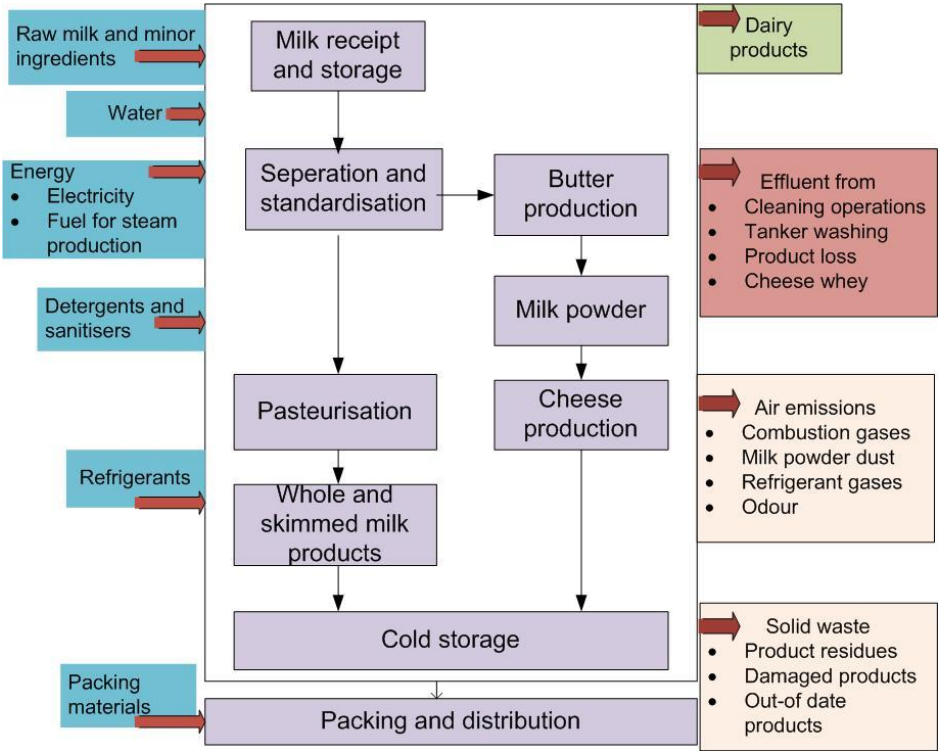 Raw milk and minor
ingredients
Water
Energy
• Electricity
• Fuel for steam
production
Detergents and
sanitisers
Refrigerants
Packing
materials
Milk receipt
and storage
Seperation and
standardisation
Butter
production
Milk powder
Pasteurisation
Cheese
production
Whole and
skimmed milk
products
Cold storage
Packing and distribution
Dairy
products
Effluent from
• Cleaning operations
• Tanker washing
• Product loss
• Cheese whey
Air emissions
• Combustion gases
• Milk powder dust
• Refrigerant gases
• Odour
Solid waste
• Product residues
• Damaged products
• Out-of date
products